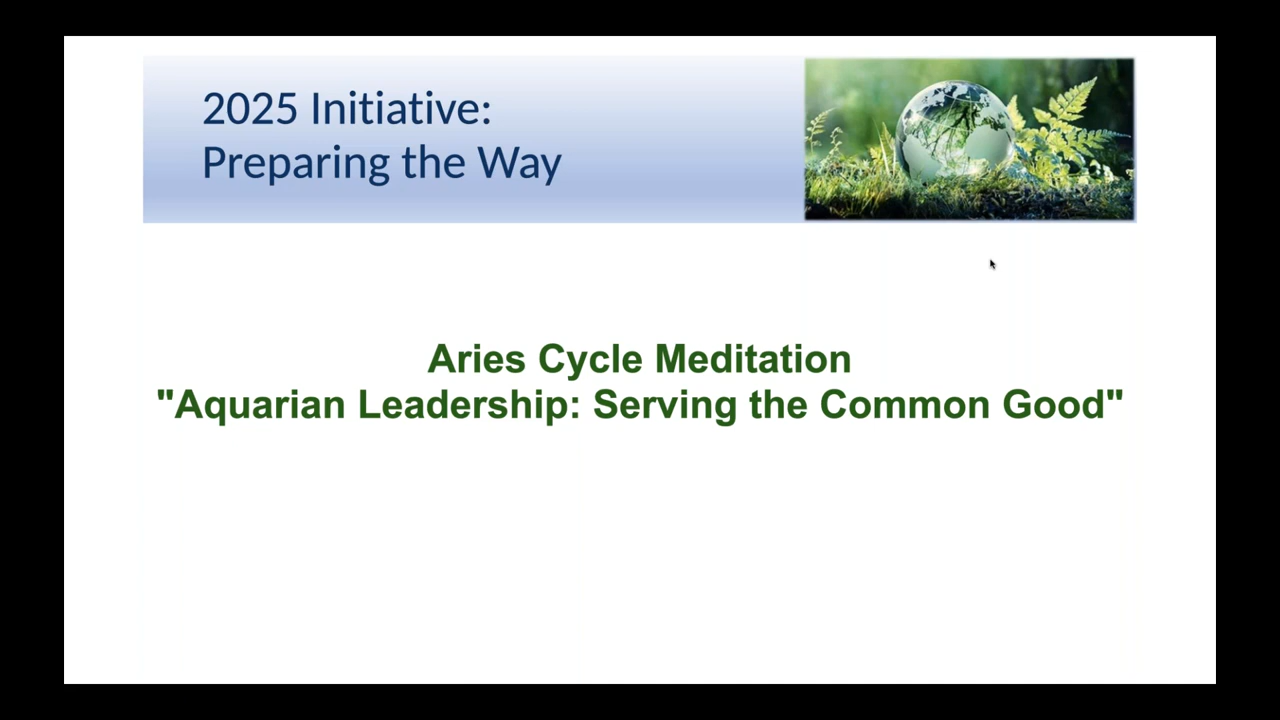 2025 Initiative:
Preparing the Way
Aries Cycle Meditation
"Aquarian Leadership: Serving the Common Good"